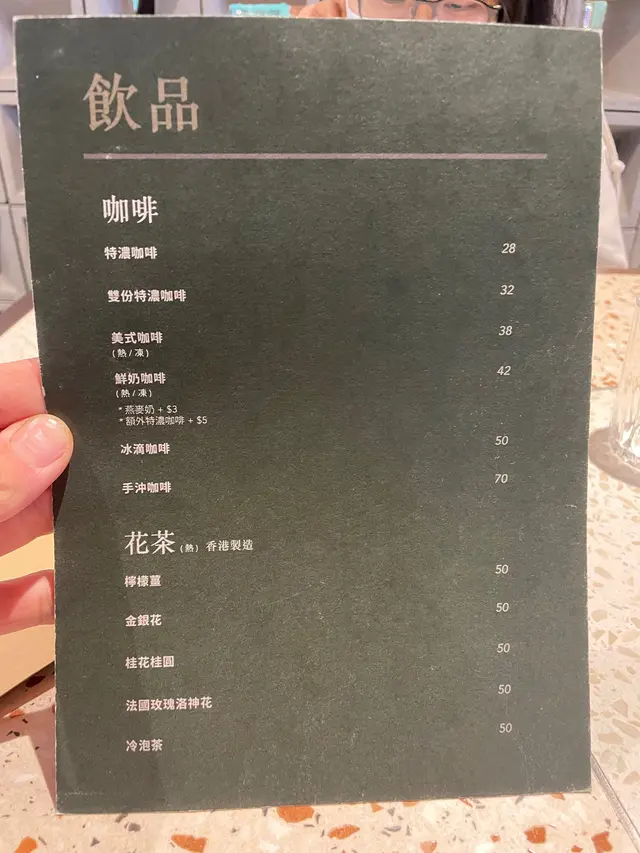 飲品
咖啡
特濃咖啡 28
雙份特濃咖啡 32
美式咖啡 38
(熱/凍)
鮮奶咖啡 42
(熱/凍)
*燕麥奶 + $3
*額外特濃咖啡 + $5
冰滴咖啡 50
手沖咖啡 70
花茶 (熱) 香港製造
檸檬薑 50
金銀花 50
桂花桂圓 50
法國玫瑰洛神花 50
冷泡茶 50